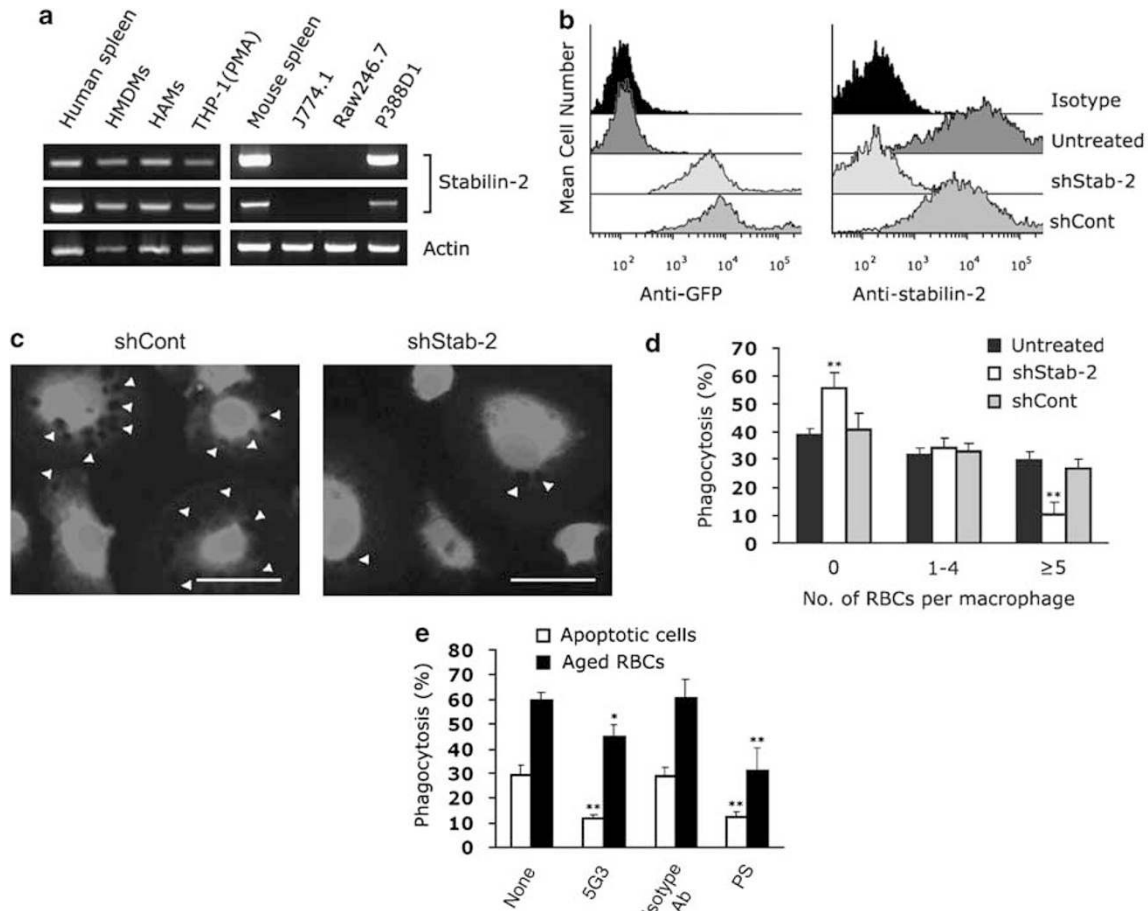 a
Human spleen
HMDMs
HAMs
THP-1(PMA)
Mouse spleen
J774.1
Raw246.7
P388D1
Stabilin-2
Actin
b
Mean Cell Number
Isotype
Untreated
shStab-2
shCont
10² 10³ 10⁴ 10⁵
10² 10³ 10⁴ 10⁵
Anti-GFP
Anti-stabilin-2
c
shCont
shStab-2
d
Phagocytosis (%)
70
60
50
40
30
20
10
0
**
**
Untreated
shStab-2
shCont
0 1-4 ≥5
No. of RBCs per macrophage
e
Apoptotic cells
Aged RBCs
Phagocytosis (%)
80
70
60
50
40
30
20
10
0
**
*
**
**
None
5G3
Isotype
Ab
PS